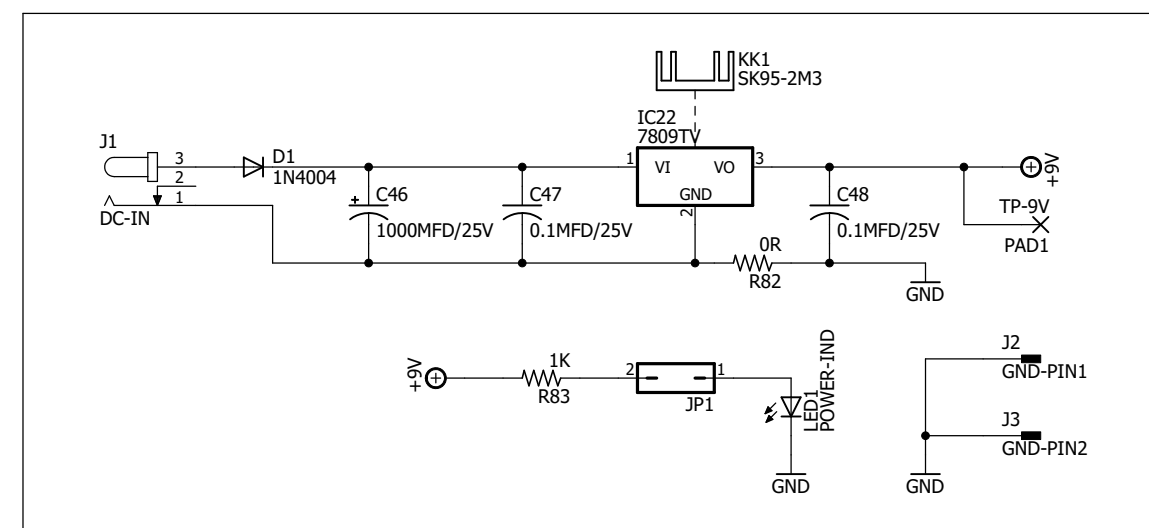 KK1
SK95-2M3
IC22
7809TV
J1
3
2
1
DC-IN
D1
1N4004
C46
+
1000MFD/25V
C47
0.1MFD/25V
1
VI
VO
3
GND
2
C48
0.1MFD/25V
0R
R82
+9V
TP-9V
PAD1
GND
+9V
1K
R83
2
1
JP1
LED1
POWER-IND
GND
J2
GND-PIN1
J3
GND-PIN2
GND